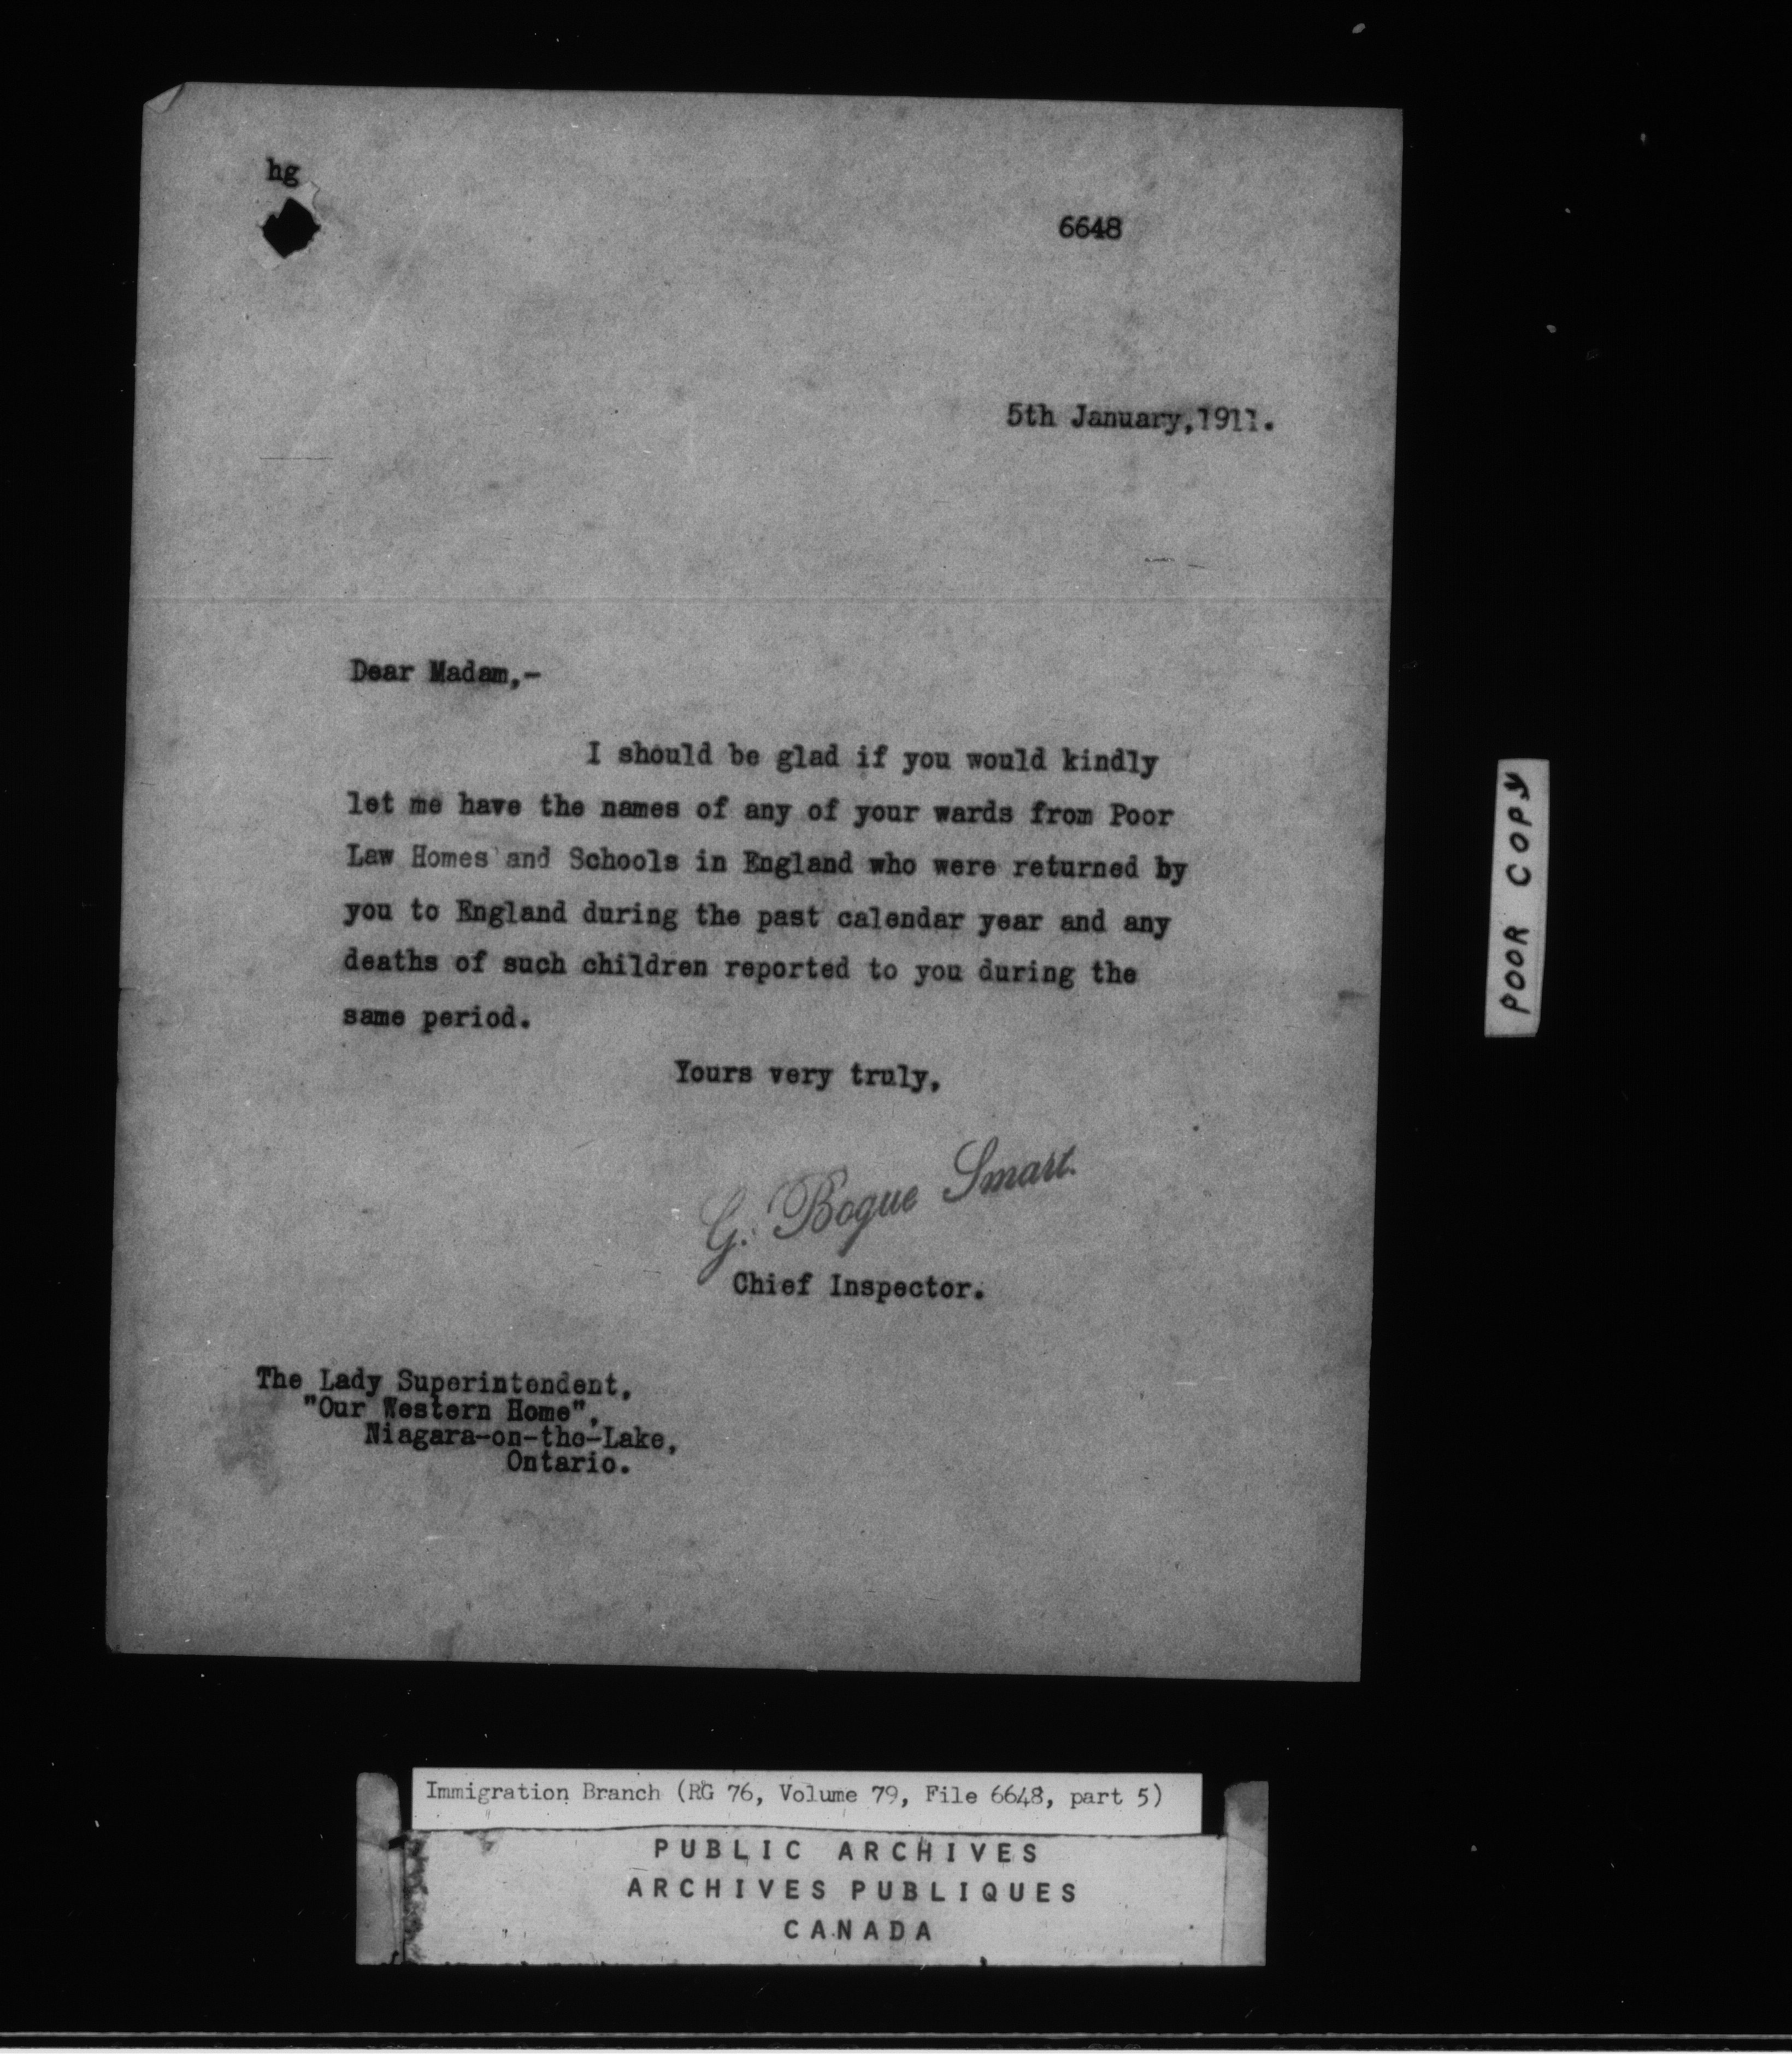 hg
6648
5th January,1911.
Dear Madam,-
I should be glad if you would kindly
let me have the names of any of your wards from Poor
Law Homes and Schools in England who were returned by
you to England during the past calendar year and any
deaths of such children reported to you during the
same period.
Yours very truly,
G. Bogue Smart.
Chief Inspector.
The Lady Superintendent,
"Our Western Home",
Niagara-on-the-Lake,
Ontario.
POOR COPY
Immigration Branch (RG 76, Volume 79, File 6648, part 5)
PUBLIC ARCHIVES
ARCHIVES PUBLIQUES
CANADA